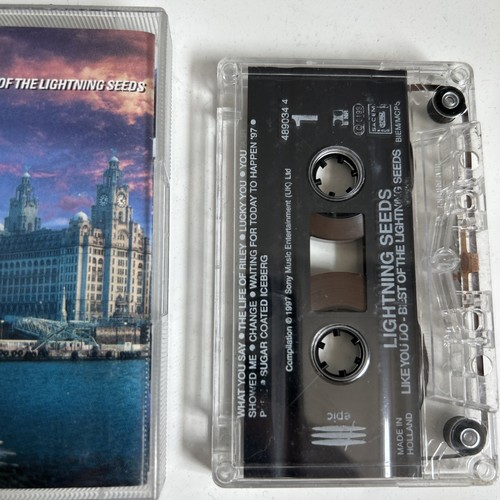 OF THE LIGHTNING SEEDS
WHAT YOU SAY ● THE LIFE OF RILEY ● LUCKY YOU ● YOU
SHOWED ME ● CHANGE ● WAITING FOR TODAY TO HAPPEN '97 ●
● SUGAR COATED ICEBERG
Compilation ℗ 1997 Sony Music Entertainment (UK) Ltd
489034 4
1
SACEM
BIEM/MCPS
LIGHTNING SEEDS
LIKE YOU DO - BEST OF THE LIGHTNING SEEDS
epic
MADE IN
HOLLAND